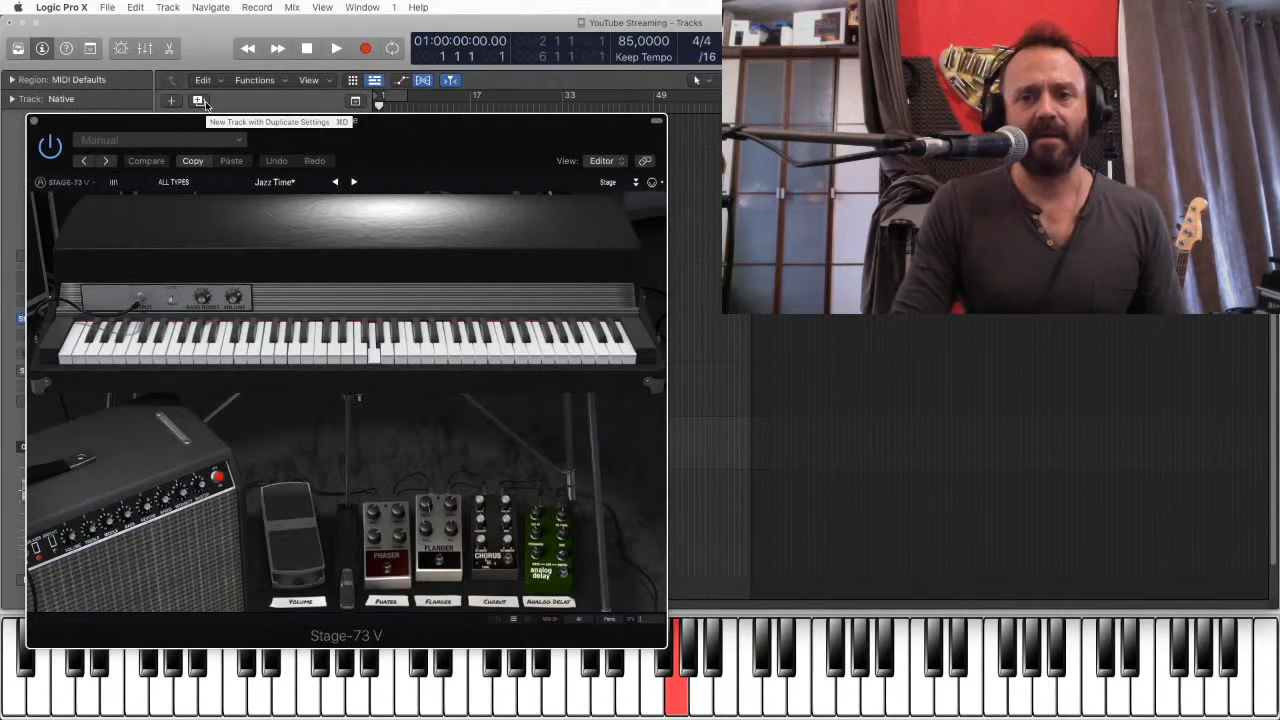 Logic Pro X File Edit Track Navigate Record Mix View Window 1 Help
YouTube Streaming - Tracks
01:00:00:00.00
1 1 1 1
2 1 1
6 1 1
85,0000
Keep Tempo
4/4
/16
Region: MIDI Defaults
Edit Functions View
Track: Native
1 17 33 49
New Track with Duplicate Settings ⌘D
Manual
Compare Copy Paste Undo Redo
View: Editor
STAGE-73 V
ALL TYPES
Jazz Time*
Stage
BASS BOOST VOLUME
PHASER
FLANGER
CHORUS
analog
delay
VOLUME
PHASER
FLANGER
CHORUS
ANALOG DELAY
Stage-73 V